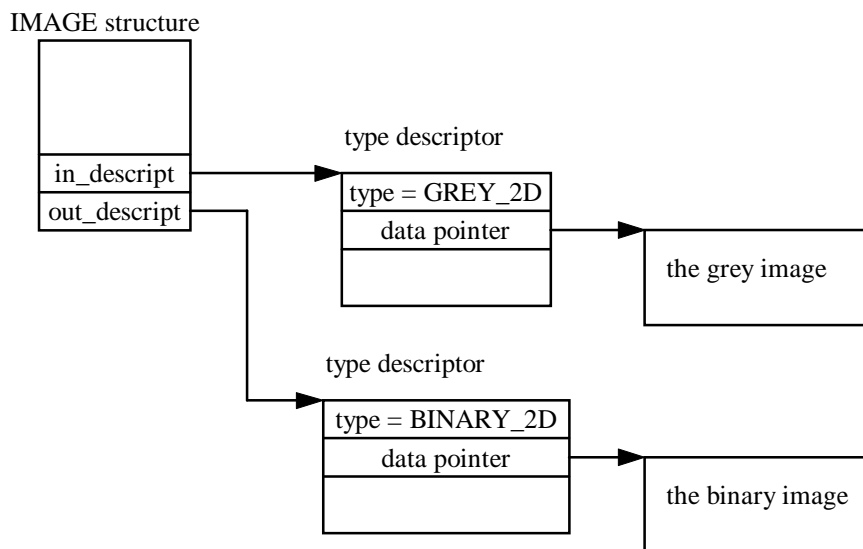 IMAGE structure
in_descript
out_descript
type descriptor
type = GREY_2D
data pointer
the grey image
type descriptor
type = BINARY_2D
data pointer
the binary image